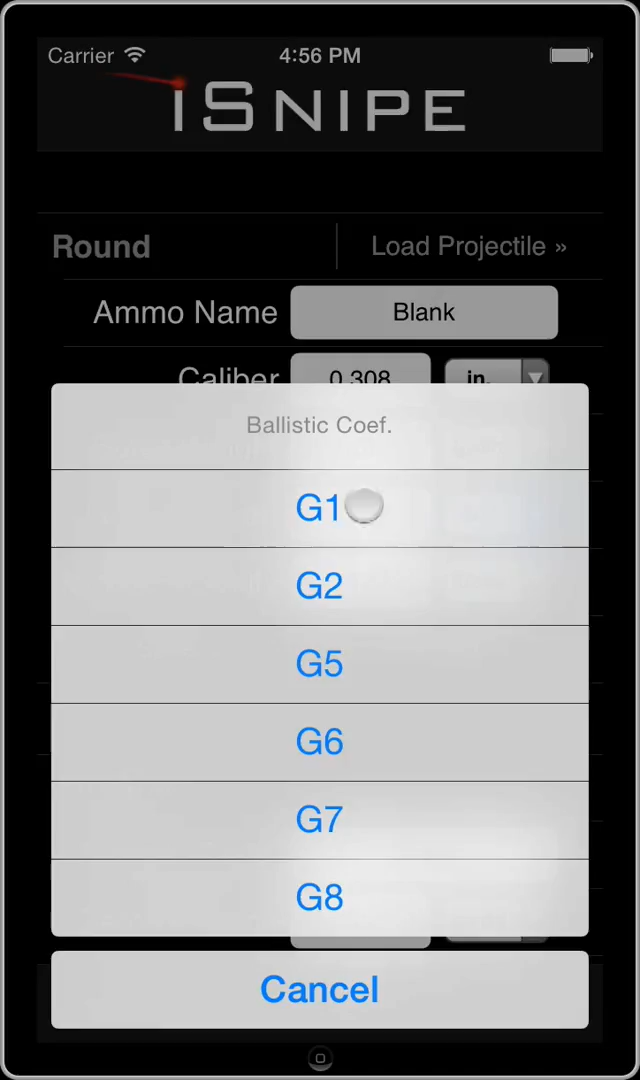 Carrier 4:56 PM
iSNIPE
Round Load Projectile »
Ammo Name Blank
Caliber 0.308 in.
Ballistic Coef.
G1
G2
G5
G6
G7
G8
Cancel